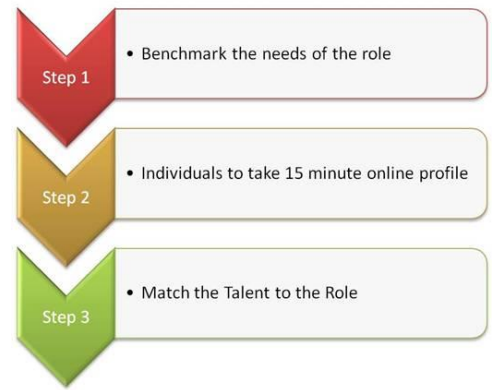 Step 1
• Benchmark the needs of the role
Step 2
• Individuals to take 15 minute online profile
Step 3
• Match the Talent to the Role